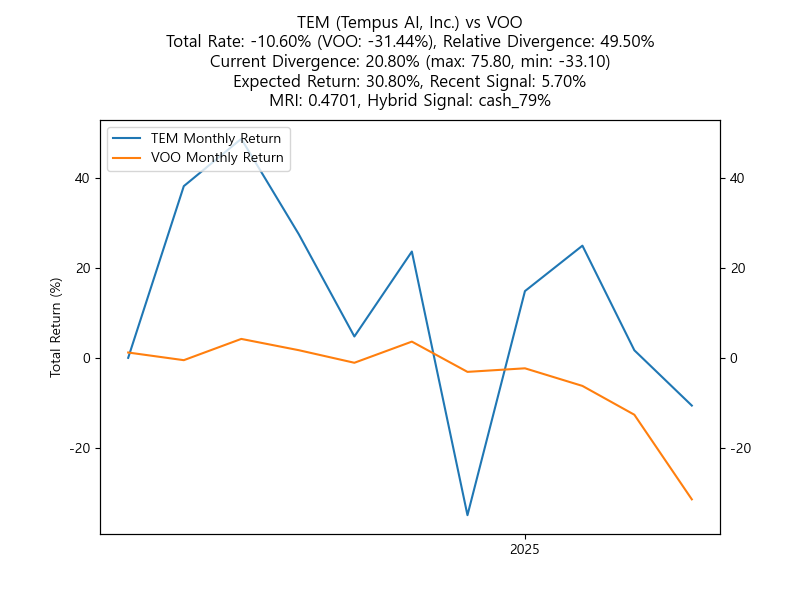 TEM (Tempus AI, Inc.) vs VOO
Total Rate: -10.60% (VOO: -31.44%), Relative Divergence: 49.50%
Current Divergence: 20.80% (max: 75.80, min: -33.10)
Expected Return: 30.80%, Recent Signal: 5.70%
MRI: 0.4701, Hybrid Signal: cash_79%
TEM Monthly Return
VOO Monthly Return
40
20
0
-20
Total Return (%)
40
20
0
-20
2025